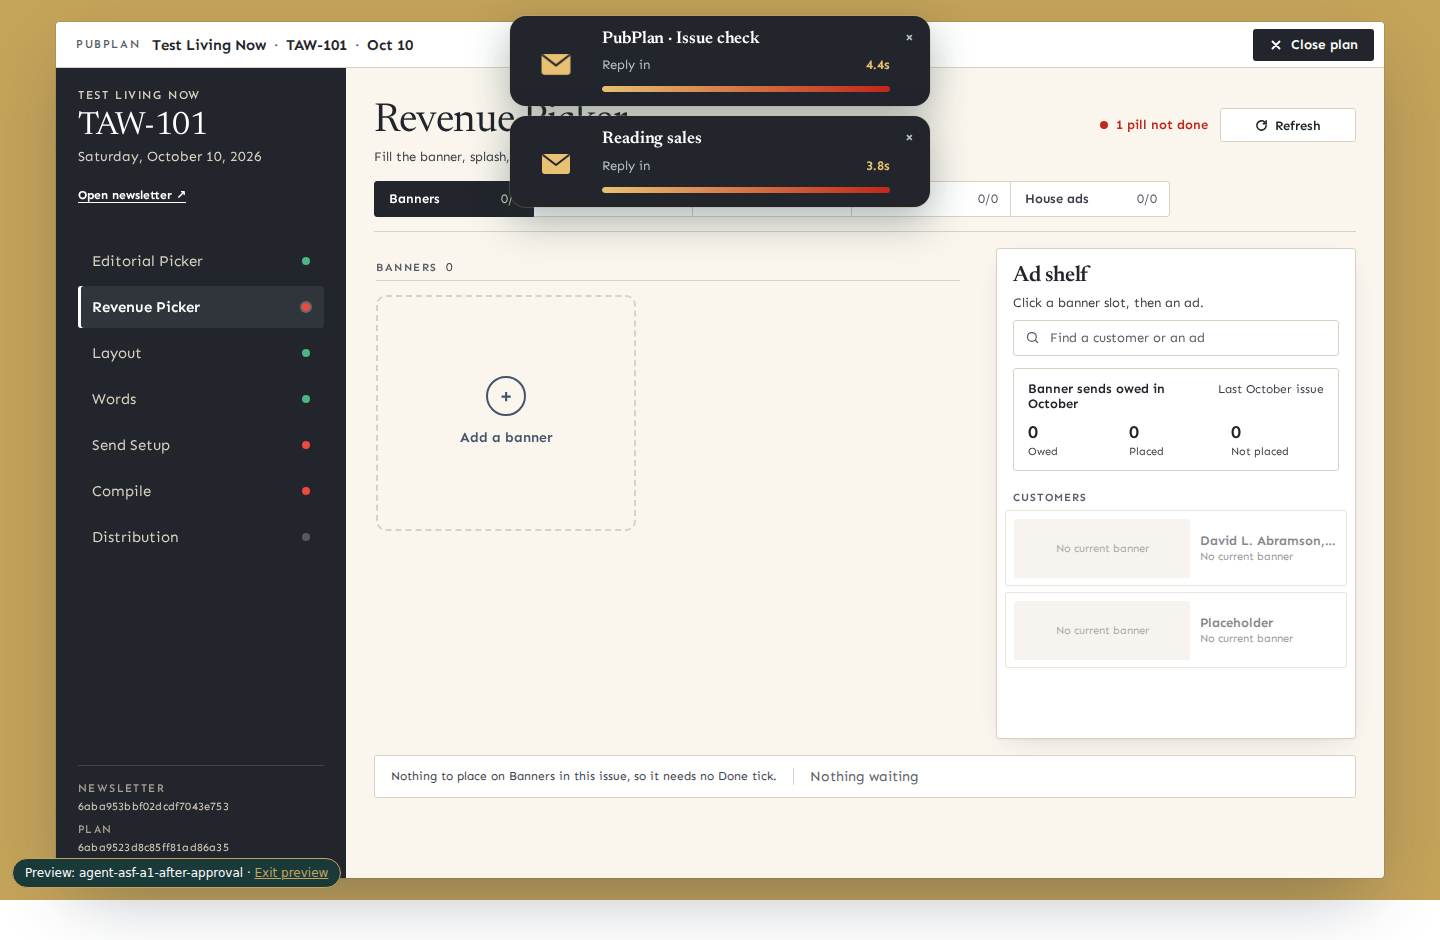 PUBPLAN Test Living Now · TAW-101 · Oct 10
PubPlan · Issue check
×
Reply in 4.4s
Close plan
TEST LIVING NOW
TAW-101
Saturday, October 10, 2026
Open newsletter ↗
Editorial Picker
Revenue Picker
Layout
Words
Send Setup
Compile
Distribution
NEWSLETTER
6aba953bbf02dcdf7043e753
PLAN
6aba9523d8c85ff81ad86a35
Preview: agent-asf-a1-after-approval · Exit preview
Revenue Picker
Reading sales
×
Reply in 3.8s
1 pill not done
Refresh
Fill the banner, splash,
Banners
0/0
House ads 0/0
BANNERS 0
+
Add a banner
Ad shelf
Click a banner slot, then an ad.
Find a customer or an ad
Banner sends owed in October
Last October issue
0 0 0
Owed Placed Not placed
CUSTOMERS
No current banner
David L. Abramson,...
No current banner
No current banner
Placeholder
No current banner
Nothing to place on Banners in this issue, so it needs no Done tick.
Nothing waiting